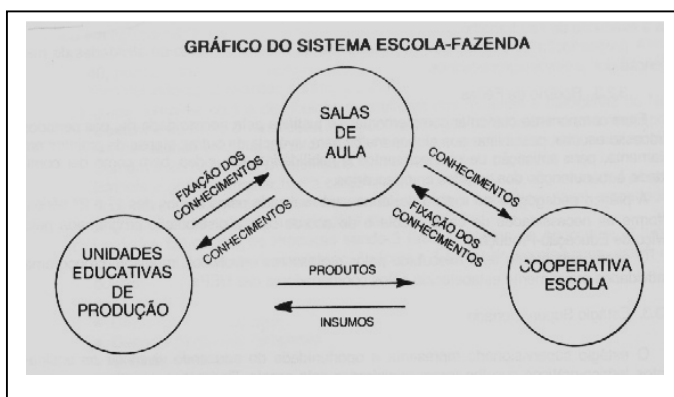 GRÁFICO DO SISTEMA ESCOLA-FAZENDA
SALAS
DE
AULA
FIXAÇÃO DOS
CONHECIMENTOS
CONHECIMENTOS
CONHECIMENTOS
FIXAÇÃO DOS
CONHECIMENTOS
UNIDADES
EDUCATIVAS
DE
PRODUÇÃO
PRODUTOS
INSUMOS
COOPERATIVA
ESCOLA